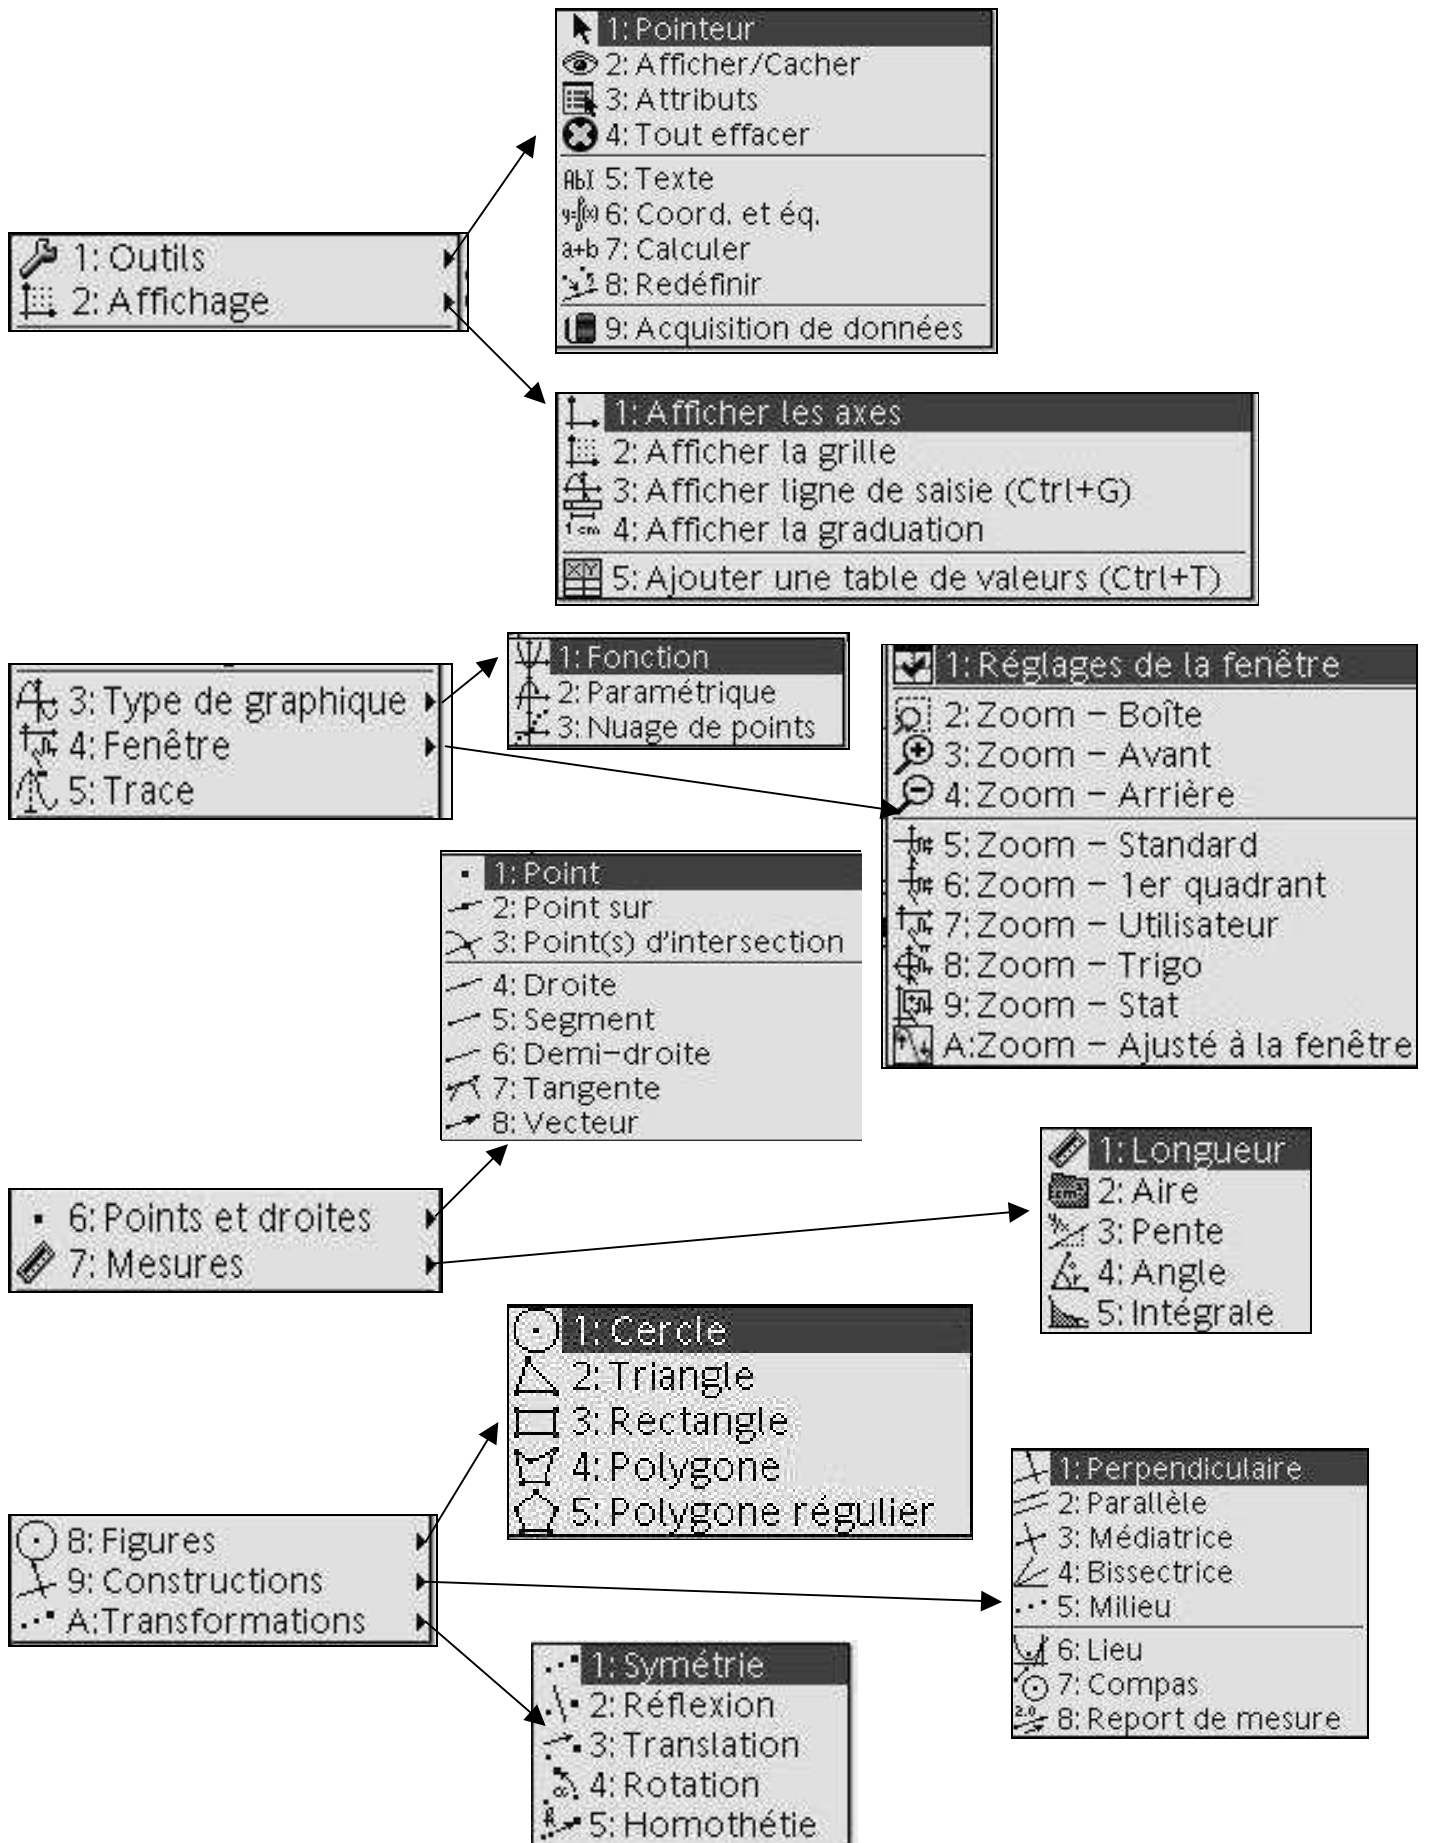 1: Pointeur
2: Afficher/Cacher
3: Attributs
4: Tout effacer
5: Texte
6: Coord. et éq.
7: Calculer
8: Redéfinir
9: Acquisition de données
1: Outils
2: Affichage
1: Afficher les axes
2: Afficher la grille
3: Afficher ligne de saisie (Ctrl+G)
4: Afficher la graduation
5: Ajouter une table de valeurs (Ctrl+T)
3: Type de graphique
4: Fenêtre
5: Trace
1: Fonction
2: Paramétrique
3: Nuage de points
1: Réglages de la fenêtre
2: Zoom – Boîte
3: Zoom – Avant
4: Zoom – Arrière
5: Zoom – Standard
6: Zoom – 1er quadrant
7: Zoom – Utilisateur
8: Zoom – Trigo
9: Zoom – Stat
A: Zoom – Ajusté à la fenêtre
1: Point
2: Point sur
3: Point(s) d'intersection
4: Droite
5: Segment
6: Demi-droite
7: Tangente
8: Vecteur
6: Points et droites
7: Mesures
1: Longueur
2: Aire
3: Pente
4: Angle
5: Intégrale
1: Cercle
2: Triangle
3: Rectangle
4: Polygone
5: Polygone régulier
8: Figures
9: Constructions
A: Transformations
1: Perpendiculaire
2: Parallèle
3: Médiatrice
4: Bissectrice
5: Milieu
6: Lieu
7: Compas
8: Report de mesure
1: Symétrie
2: Réflexion
3: Translation
4: Rotation
5: Homothétie